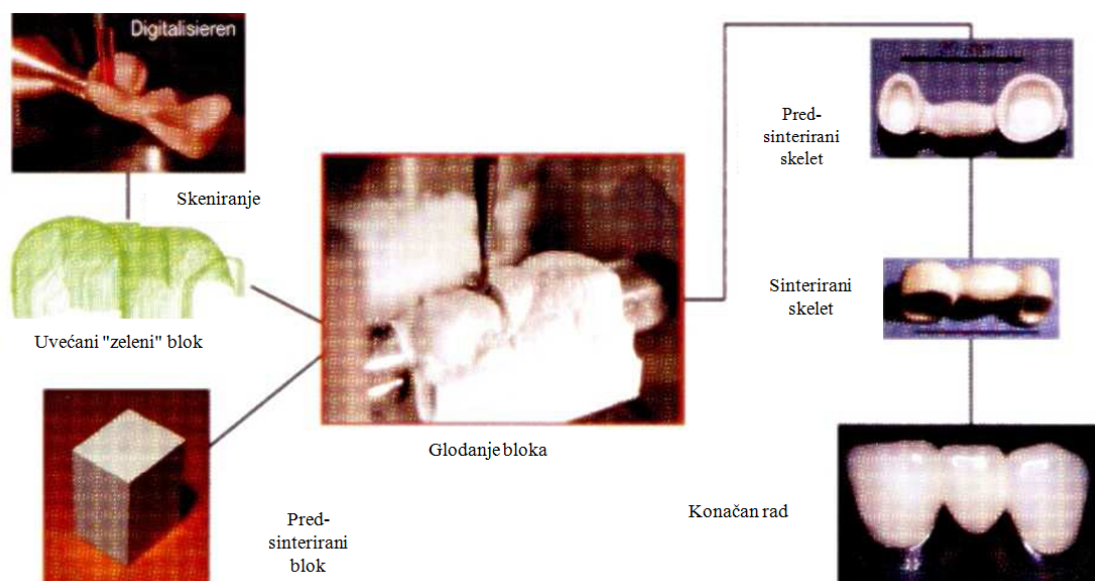 Digitalisieren
Skeniranje
Uvećani "zeleni" blok
Pred-
sinterirani
blok
Glodanje bloka
Pred-
sinterirani
skelet
Sinterirani
skelet
Konačan rad